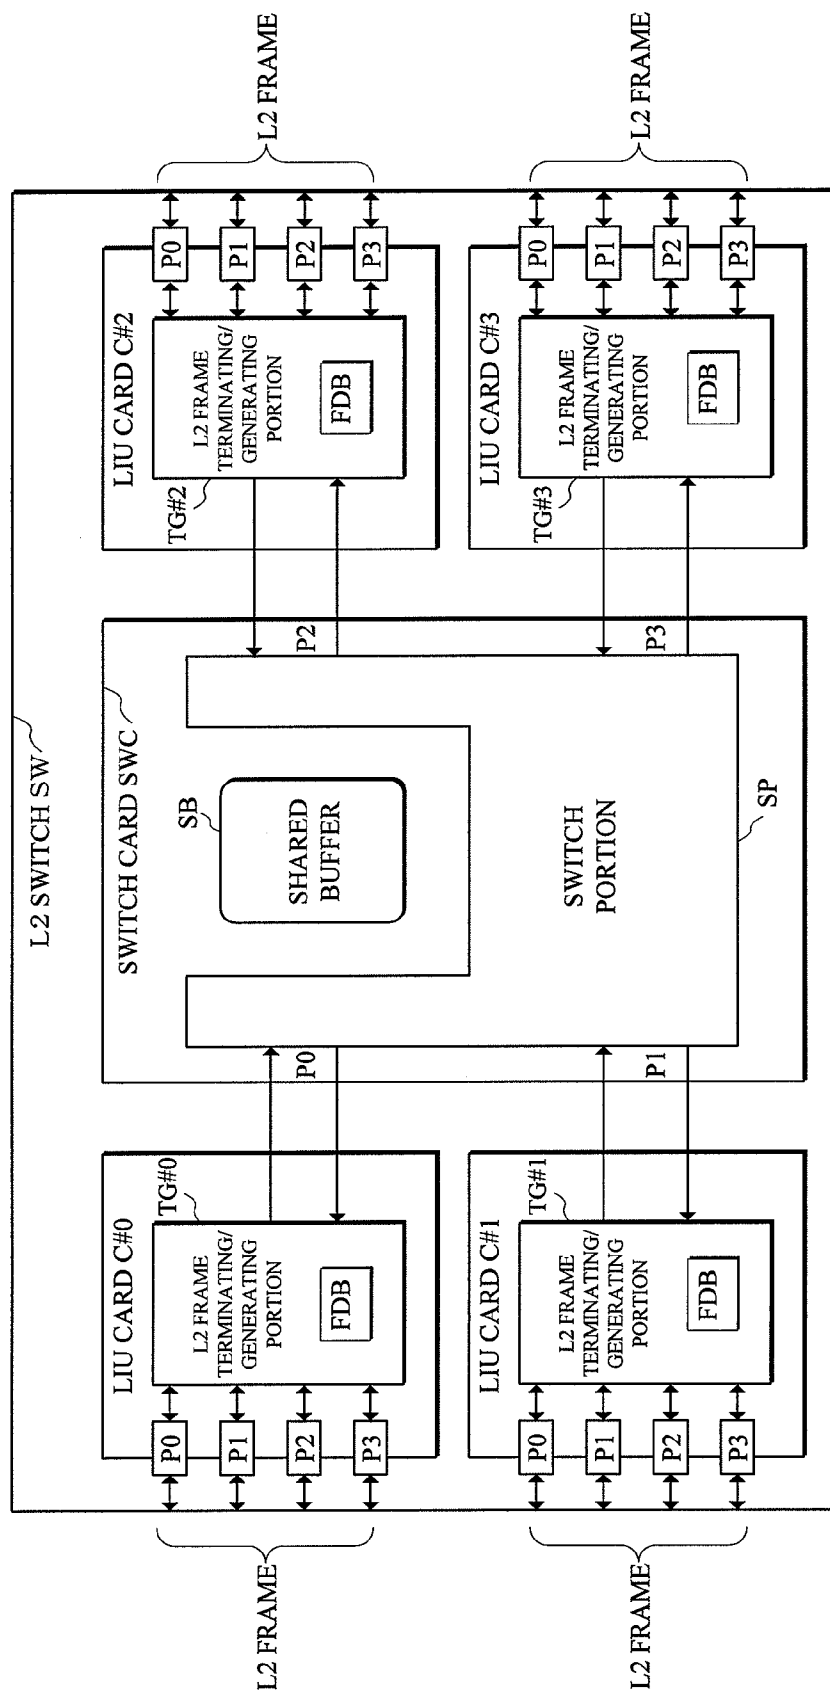 L2 SWITCH SW
SWITCH CARD SWC
LIU CARD C#0
TG#0
L2 FRAME
TERMINATING/
GENERATING
PORTION
FDB
P0
P1
P2
P3
L2 FRAME
LIU CARD C#1
TG#1
L2 FRAME
TERMINATING/
GENERATING
PORTION
FDB
P0
P1
P2
P3
L2 FRAME
P0
P1
SB
SHARED
BUFFER
SWITCH
PORTION
SP
P2
P3
LIU CARD C#2
TG#2
L2 FRAME
TERMINATING/
GENERATING
PORTION
FDB
P0
P1
P2
P3
L2 FRAME
LIU CARD C#3
TG#3
L2 FRAME
TERMINATING/
GENERATING
PORTION
FDB
P0
P1
P2
P3
L2 FRAME